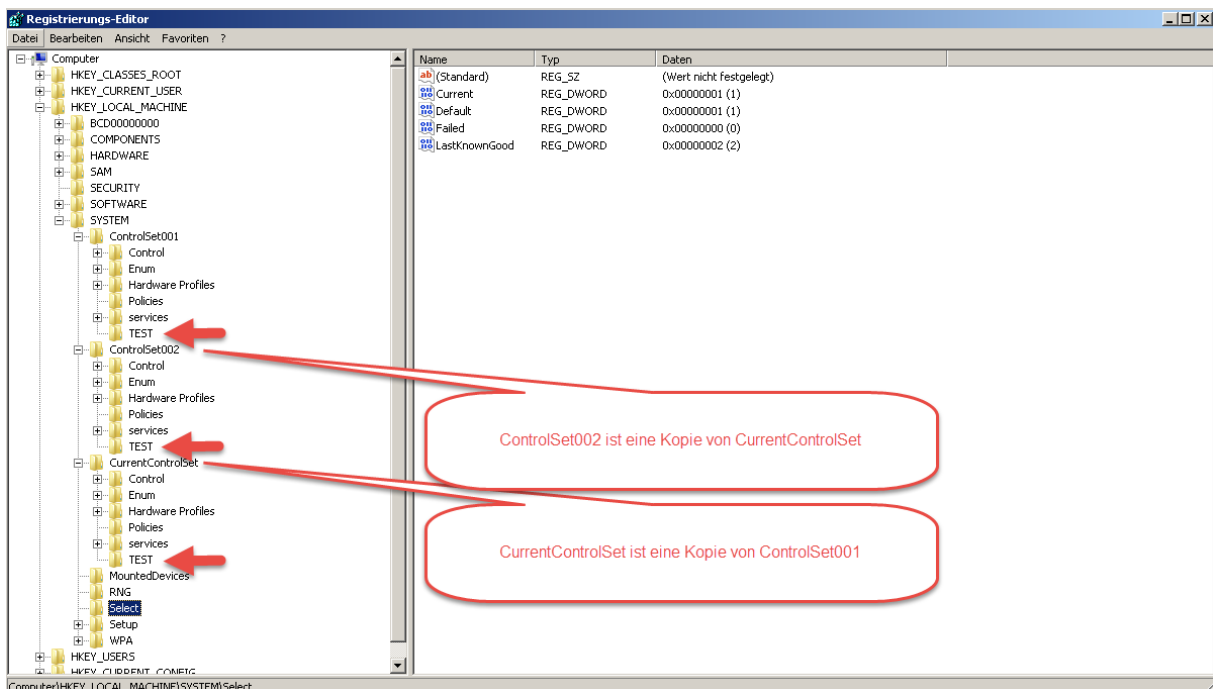 Registrierungs-Editor
Datei Bearbeiten Ansicht Favoriten ?
Computer
HKEY_CLASSES_ROOT
HKEY_CURRENT_USER
HKEY_LOCAL_MACHINE
BCD00000000
COMPONENTS
HARDWARE
SAM
SECURITY
SOFTWARE
SYSTEM
ControlSet001
Control
Enum
Hardware Profiles
Policies
services
TEST
ControlSet002
Control
Enum
Hardware Profiles
Policies
services
TEST
CurrentControlSet
Control
Enum
Hardware Profiles
Policies
services
TEST
MountedDevices
RNG
Select
Setup
WPA
HKEY_USERS
HKEY_CURRENT_CONFIG
Name Typ Daten
(Standard) REG_SZ (Wert nicht festgelegt)
Current REG_DWORD 0x00000001 (1)
Default REG_DWORD 0x00000001 (1)
Failed REG_DWORD 0x00000000 (0)
LastKnownGood REG_DWORD 0x00000002 (2)
ControlSet002 ist eine Kopie von CurrentControlSet
CurrentControlSet ist eine Kopie von ControlSet001
Computer\HKEY_LOCAL_MACHINE\SYSTEM\Select